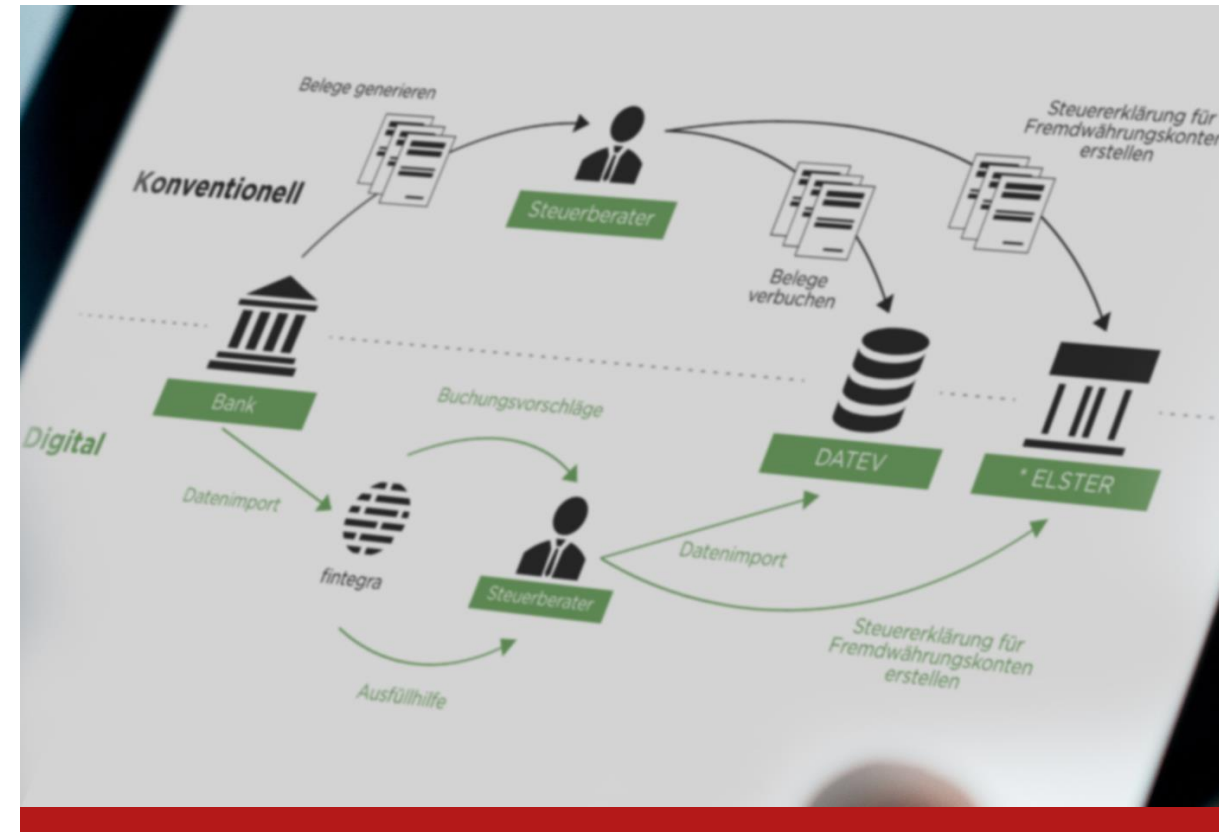 Belege generieren
Steuererklärung für
Fremdwährungskonten
erstellen
Konventionell
Steuerberater
Belege
verbuchen
Bank
Buchungsvorschläge
DATEV
* ELSTER
Digital
Datenimport
fintegra
Steuerberater
Datenimport
Steuererklärung für
Fremdwährungskonten
erstellen
Ausfüllhilfe